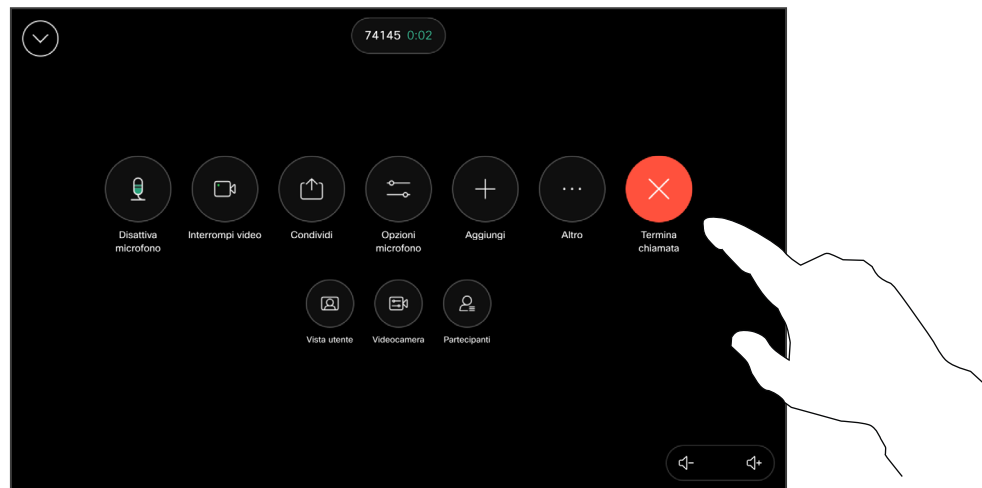 74145 0:02
Disattiva
microfono
Interrompi video
Condividi
Opzioni
microfono
Aggiungi
Altro
Termina
chiamata
Vista utente
Videocamera
Partecipanti